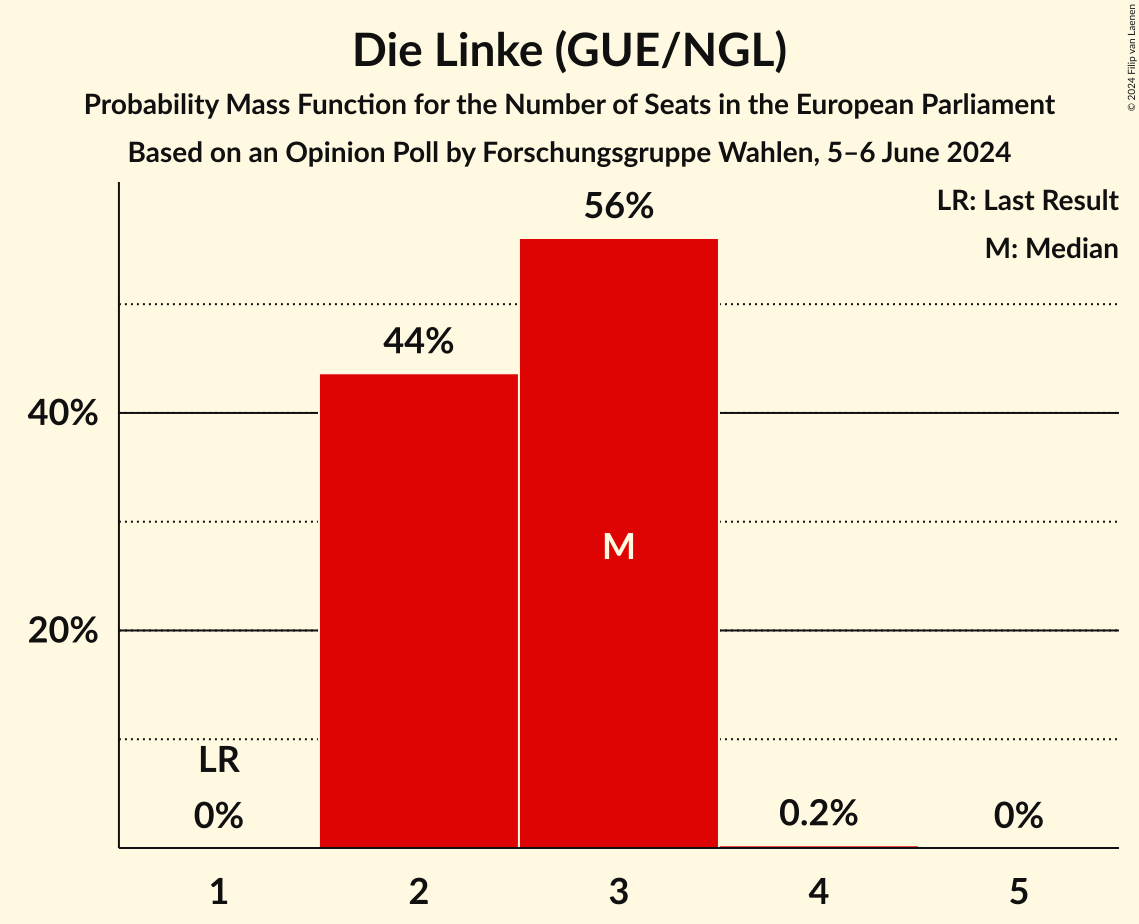 Die Linke (GUE/NGL)
Probability Mass Function for the Number of Seats in the European Parliament
Based on an Opinion Poll by Forschungsgruppe Wahlen, 5–6 June 2024
© 2024 Filip van Laenen
LR: Last Result
M: Median
56%
44%
40%
M
20%
LR
0%
0.2%
0%
1 2 3 4 5